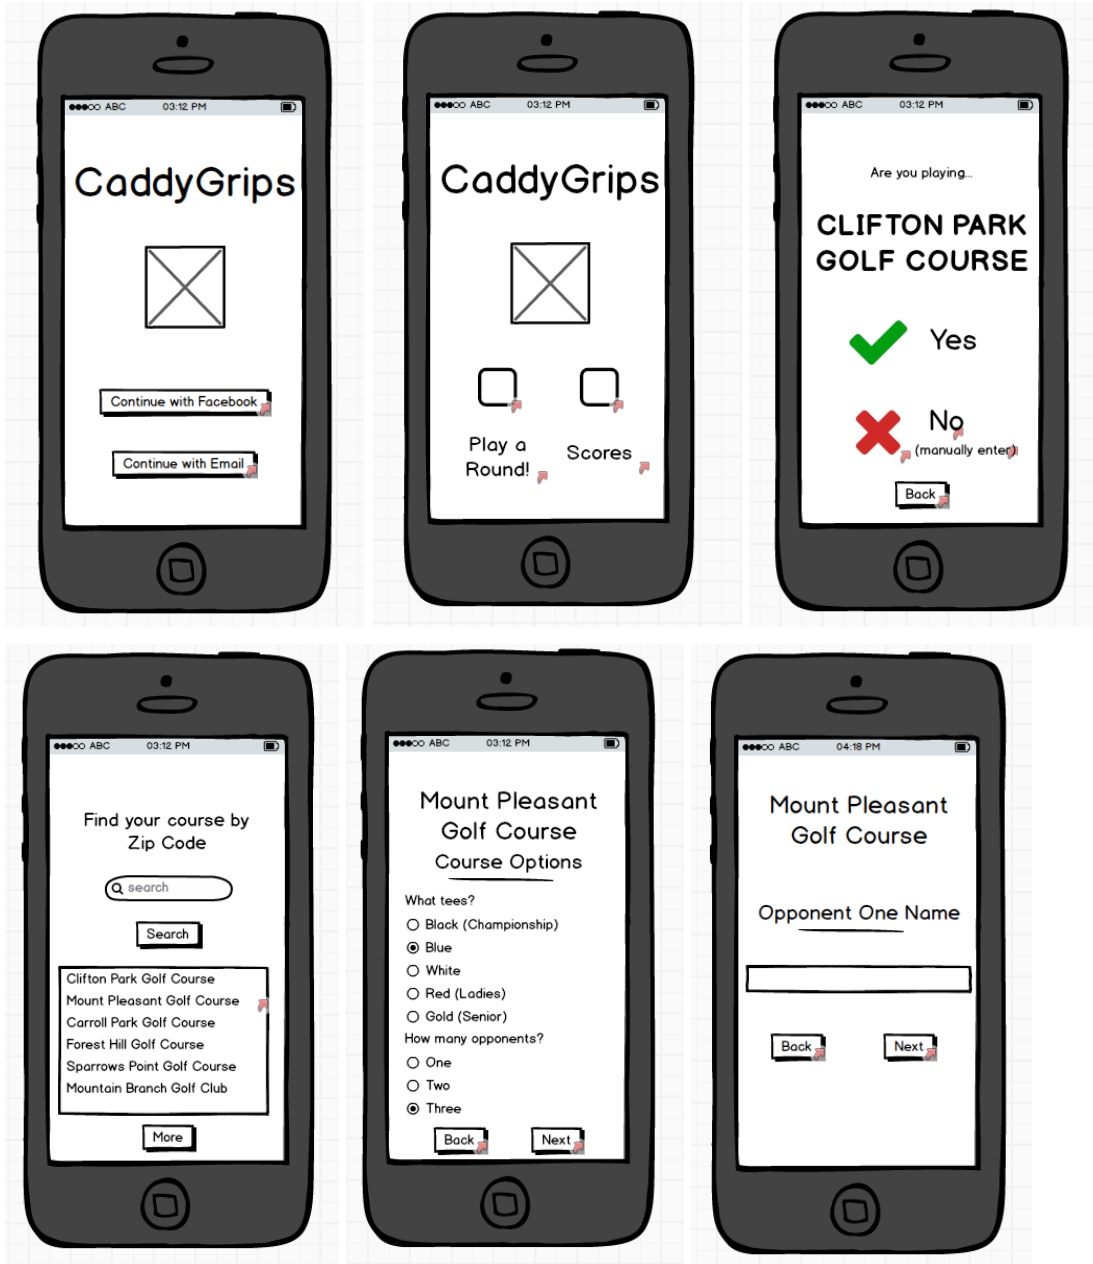 ABC 03:12 PM
CaddyGrips
Continue with Facebook
Continue with Email
ABC 03:12 PM
CaddyGrips
Play a
Round!
Scores
ABC 03:12 PM
Are you playing...
CLIFTON PARK
GOLF COURSE
Yes
No
(manually enter)
Back
ABC 03:12 PM
Find your course by
Zip Code
search
Search
Clifton Park Golf Course
Mount Pleasant Golf Course
Carroll Park Golf Course
Forest Hill Golf Course
Sparrows Point Golf Course
Mountain Branch Golf Club
More
ABC 03:12 PM
Mount Pleasant
Golf Course
Course Options
What tees?
Black (Championship)
Blue
White
Red (Ladies)
Gold (Senior)
How many opponents?
One
Two
Three
Back Next
ABC 04:18 PM
Mount Pleasant
Golf Course
Opponent One Name
Back Next